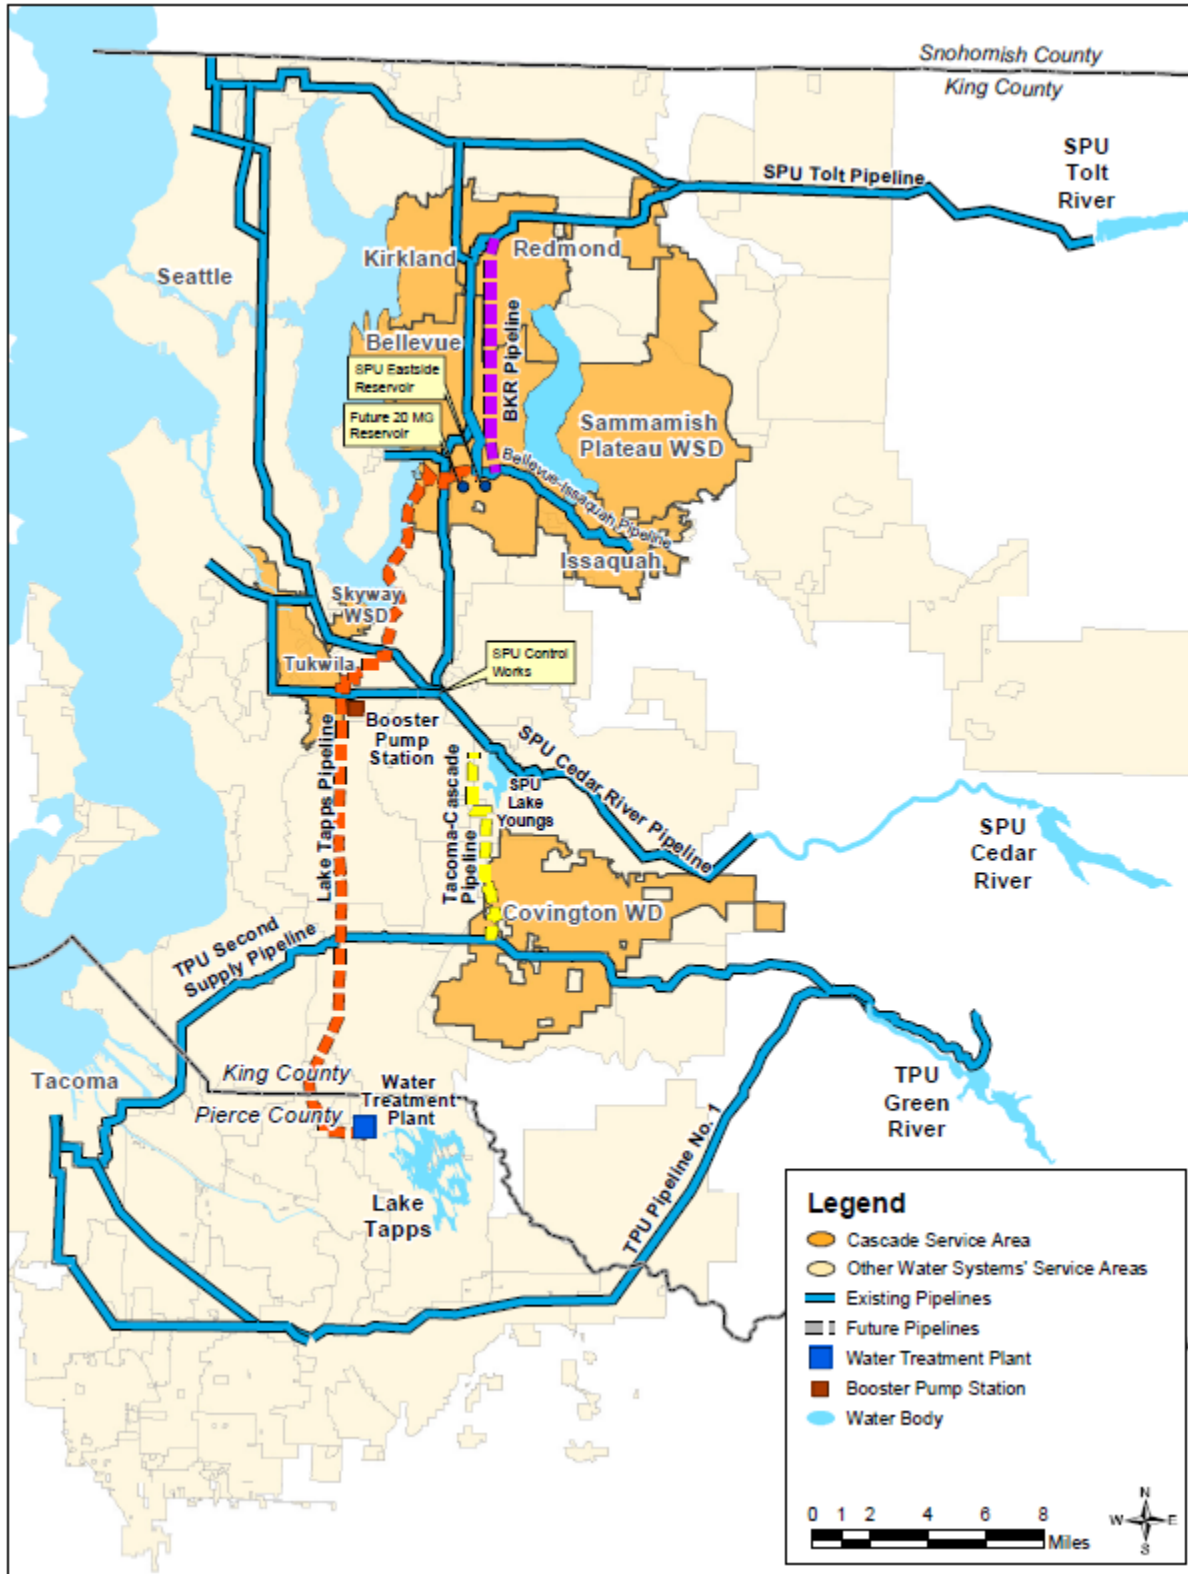 Snohomish County
King County
SPU
Tolt
River
SPU Tolt Pipeline
Kirkland
Redmond
Seattle
Bellevue
SPU Eastside
Reservoir
Future 20 MG
Reservoir
BKR Pipeline
Sammamish
Plateau WSD
Bellevue-Issaquah Pipeline
Issaquah
Skyway
WSD
Tukwila
SPU Control
Works
Booster
Pump
Station
Lake Tapps Pipeline
Tacoma-Cascade
Pipeline
SPU
Lake
Youngs
SPU Cedar River Pipeline
SPU
Cedar
River
Covington WD
TPU Second
Supply Pipeline
Tacoma
King County
Pierce County
Water
Treatment
Plant
Lake
Tapps
TPU
Green
River
TPU Pipeline No. 1
Legend
Cascade Service Area
Other Water Systems' Service Areas
Existing Pipelines
Future Pipelines
Water Treatment Plant
Booster Pump Station
Water Body
0 1 2 4 6 8
Miles
N
W E
S